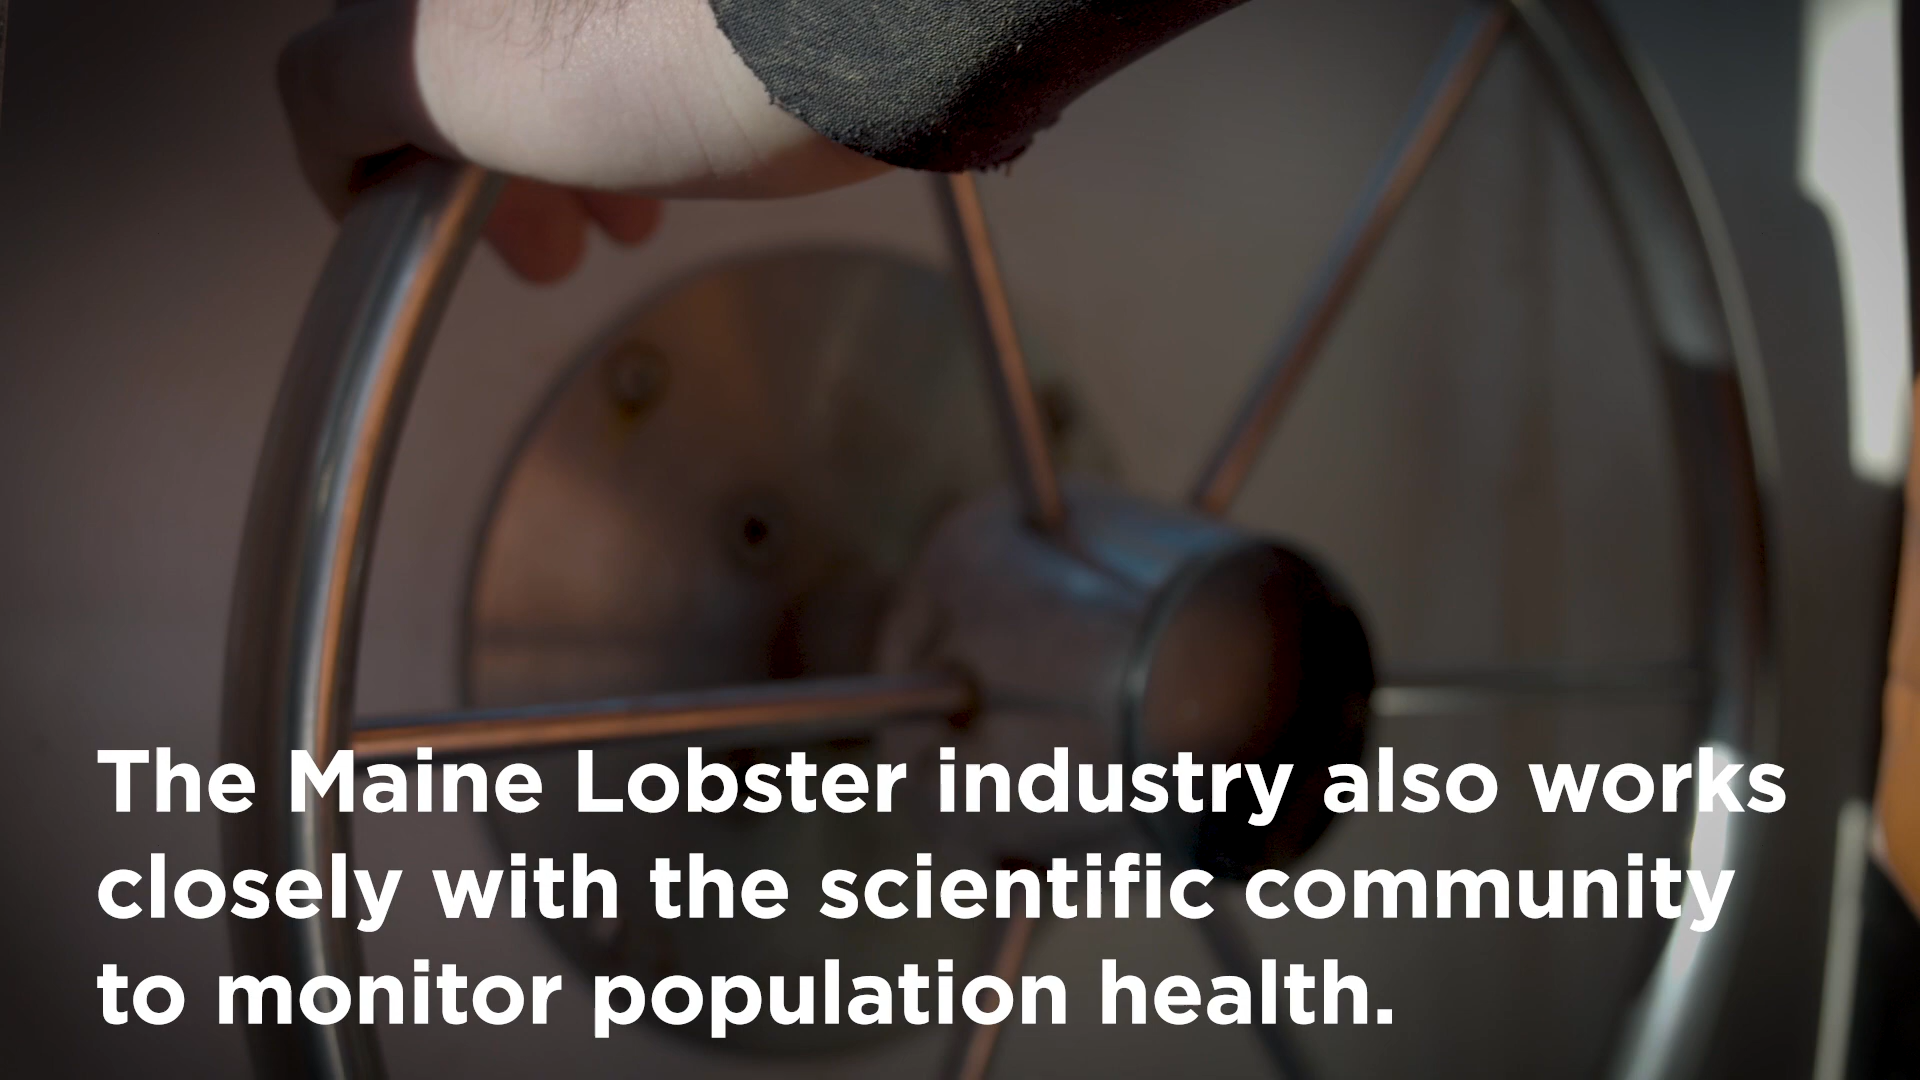 The Maine Lobster industry also works
closely with the scientific community
to monitor population health.